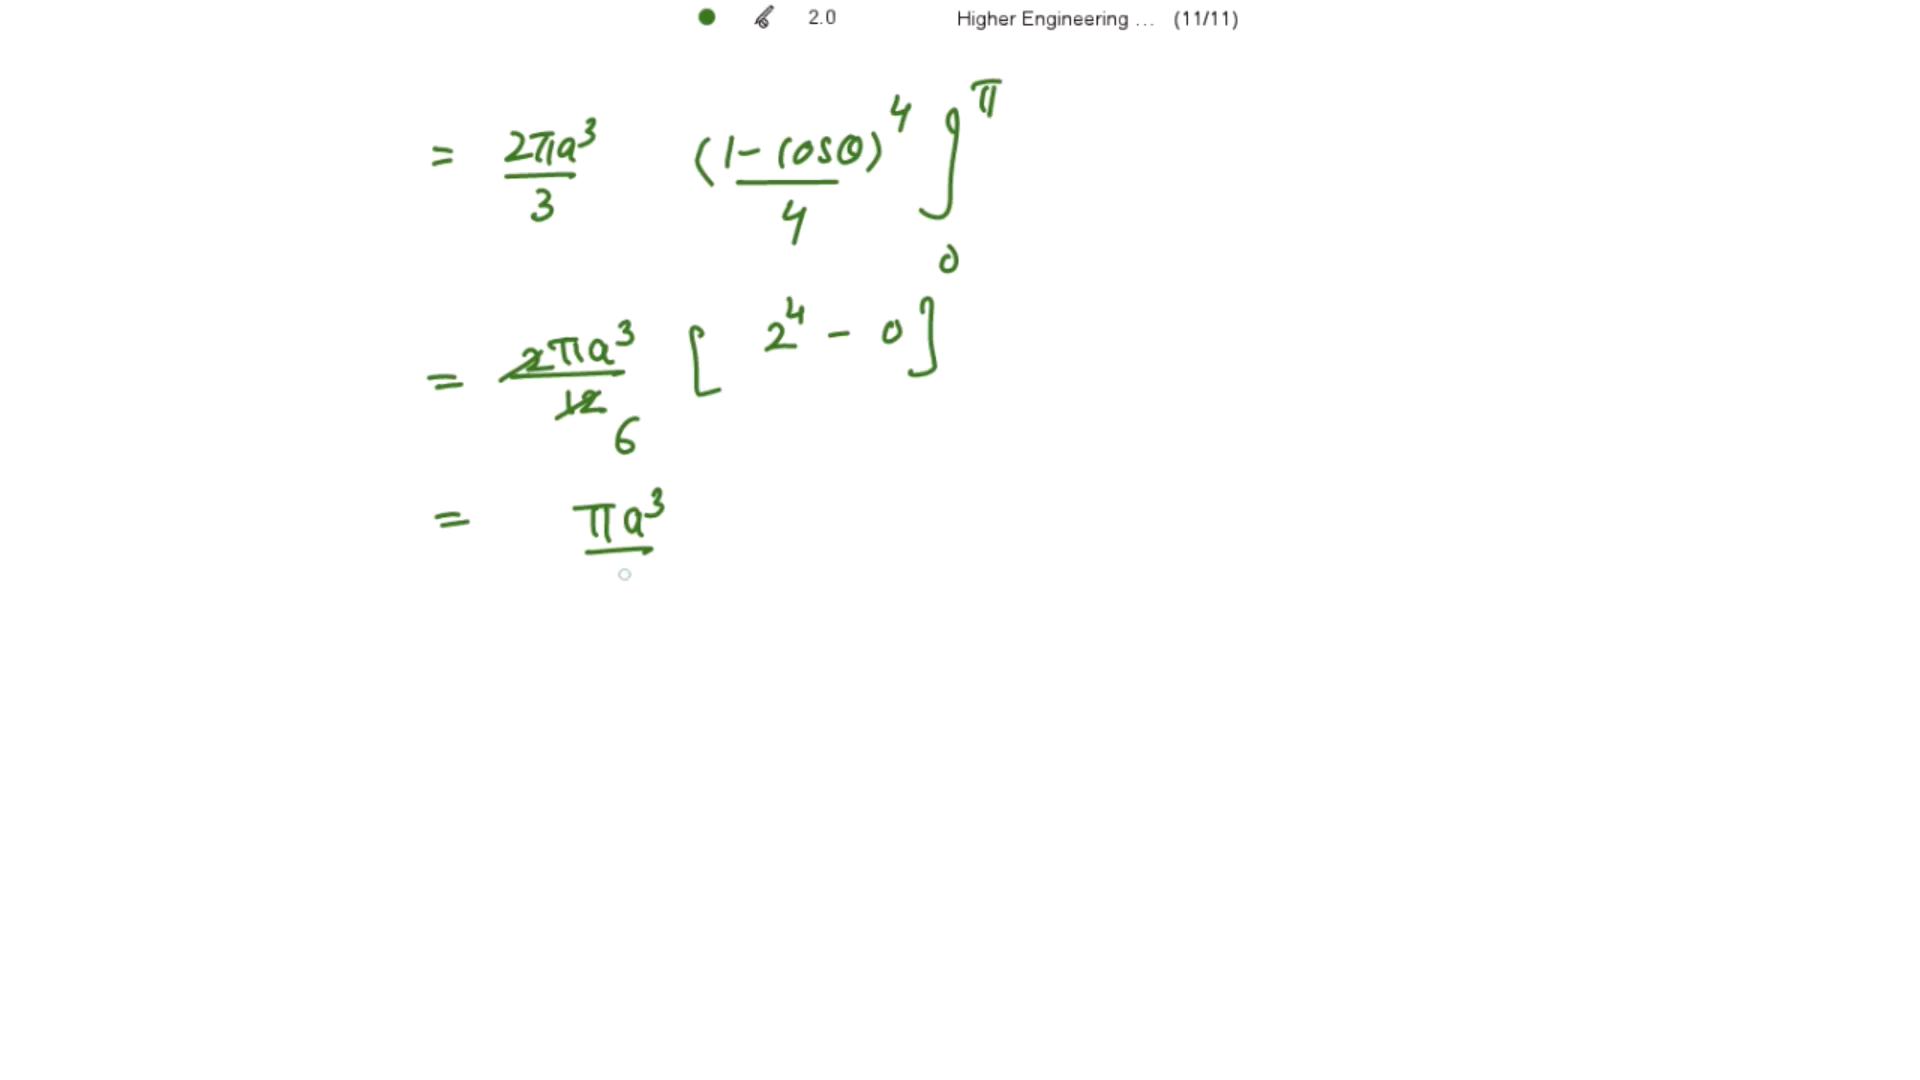 2.0 Higher Engineering ... (11/11)
= 2πa³/3 (1-cosθ)⁴/4 ]₀^π
= 2πa³/12 6 [ 2⁴ - 0 ]
= πa³